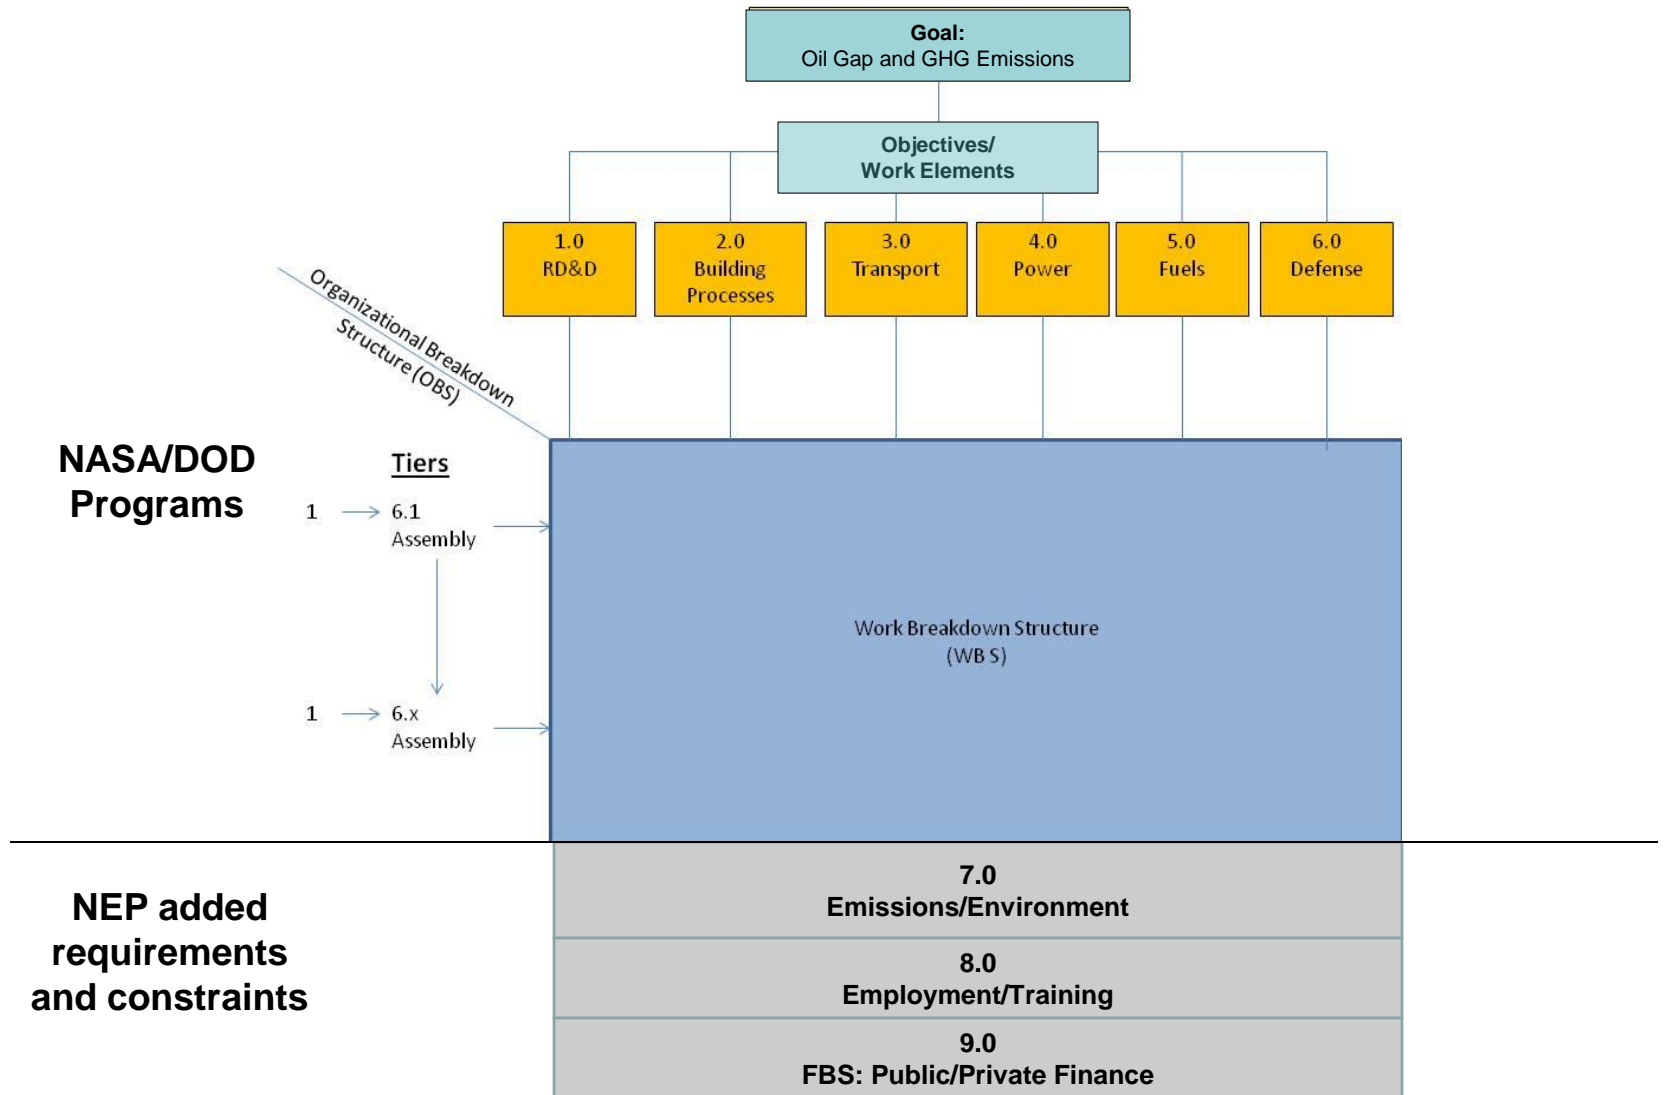 Goal:
Oil Gap and GHG Emissions
Objectives/
Work Elements
1.0
RD&D
2.0
Building
Processes
3.0
Transport
4.0
Power
5.0
Fuels
6.0
Defense
Organizational Breakdown
Structure (OBS)
NASA/DOD
Programs
Tiers
1
6.1
Assembly
1
6.x
Assembly
Work Breakdown Structure
(WB S)
NEP added
requirements
and constraints
7.0
Emissions/Environment
8.0
Employment/Training
9.0
FBS: Public/Private Finance